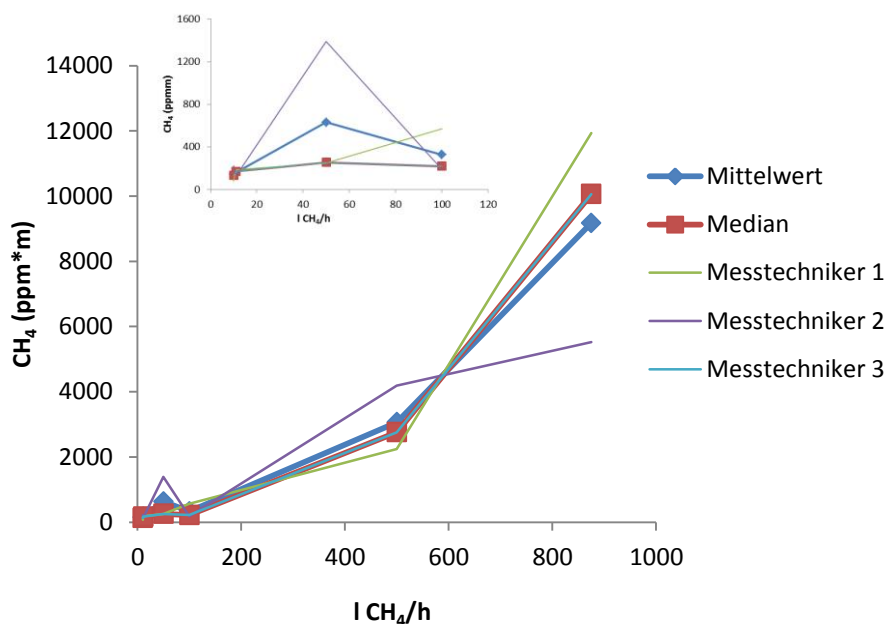 1600
1200
800
400
0
CH₄ (ppmm)
0 20 40 60 80 100 120
l CH₄/h
14000
12000
10000
8000
6000
4000
2000
0
CH₄ (ppm*m)
0 200 400 600 800 1000
l CH₄/h
Mittelwert
Median
Messtechniker 1
Messtechniker 2
Messtechniker 3